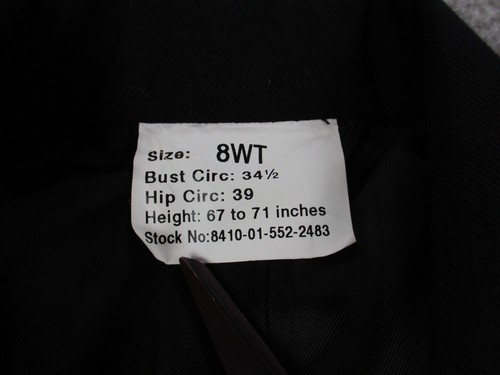 Size: 8WT
Bust Circ: 34½
Hip Circ: 39
Height: 67 to 71 inches
Stock No:8410-01-552-2483